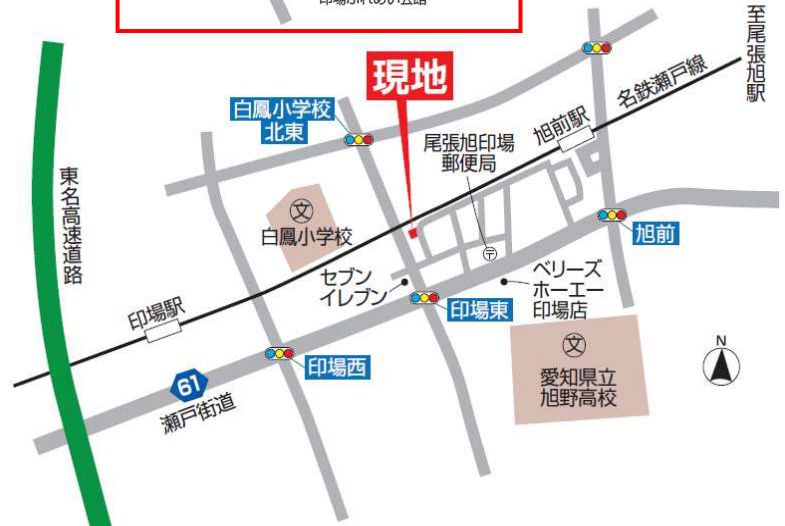 至尾張旭駅
現地
白鳳小学校
北東
尾張旭印場
郵便局
旭前駅
名鉄瀬戸線
東名高速道路
文
白鳳小学校
〒
旭前
セブン
イレブン
ベリーズ
ホーエー
印場店
印場駅
印場東
N
印場西
文
愛知県立
旭野高校
61
瀬戸街道